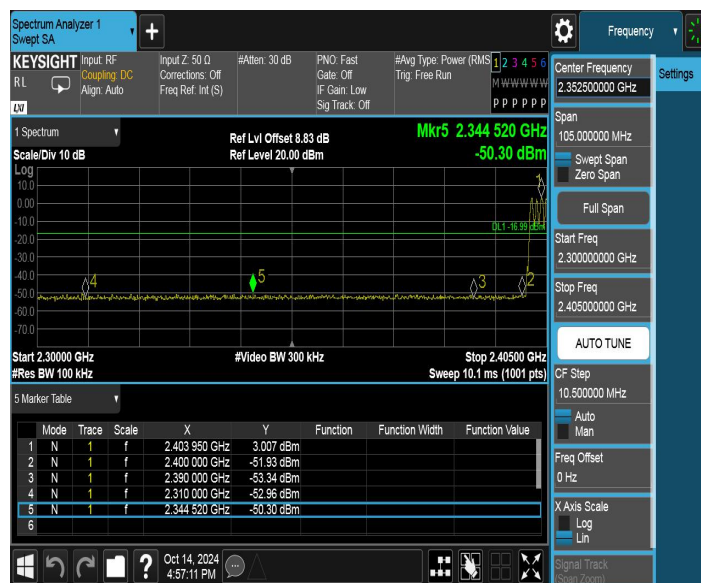 Spectrum Analyzer 1
Swept SA
Frequency
KEYSIGHT
RL
LXI
Input: RF
Coupling: DC
Align: Auto
Input Z: 50 Ω
Corrections: Off
Freq Ref: Int (S)
#Atten: 30 dB
PNO: Fast
Gate: Off
IF Gain: Low
Sig Track: Off
#Avg Type: Power (RMS
Trig: Free Run
1 2 3 4 5 6
M W W W W W
P P P P P P
Center Frequency
2.352500000 GHz
Settings
Span
105.000000 MHz
Swept Span
Zero Span
Full Span
Start Freq
2.300000000 GHz
Stop Freq
2.405000000 GHz
AUTO TUNE
CF Step
10.500000 MHz
Auto
Man
Freq Offset
0 Hz
X Axis Scale
Log
Lin
Signal Track
(Span Zoom)
1 Spectrum
Scale/Div 10 dB
Ref Lvl Offset 8.83 dB
Ref Level 20.00 dBm
Mkr5 2.344 520 GHz
-50.30 dBm
Log
10.0
0.00
-10.0
-20.0
-30.0
-40.0
-50.0
-60.0
-70.0
DL1 -16.99 dBm
1
4
5
3
2
Start 2.30000 GHz
#Res BW 100 kHz
#Video BW 300 kHz
Stop 2.40500 GHz
Sweep 10.1 ms (1001 pts)
5 Marker Table
Mode Trace Scale X Y Function Function Width Function Value
1 N 1 f 2.403 950 GHz 3.007 dBm
2 N 1 f 2.400 000 GHz -51.93 dBm
3 N 1 f 2.390 000 GHz -53.34 dBm
4 N 1 f 2.310 000 GHz -52.96 dBm
5 N 1 f 2.344 520 GHz -50.30 dBm
6
?
Oct 14, 2024
4:57:11 PM